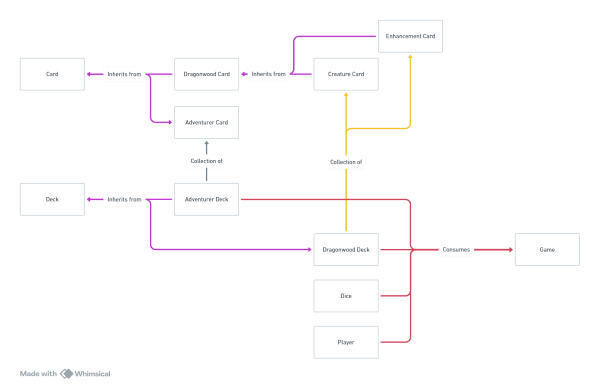 Enhancement Card
Card
Inherits from
Dragonwood Card
Inherits from
Creature Card
Adventurer Card
Collection of
Collection of
Deck
Inherits from
Adventurer Deck
Dragonwood Deck
Consumes
Game
Dice
Player
Made with Whimsical